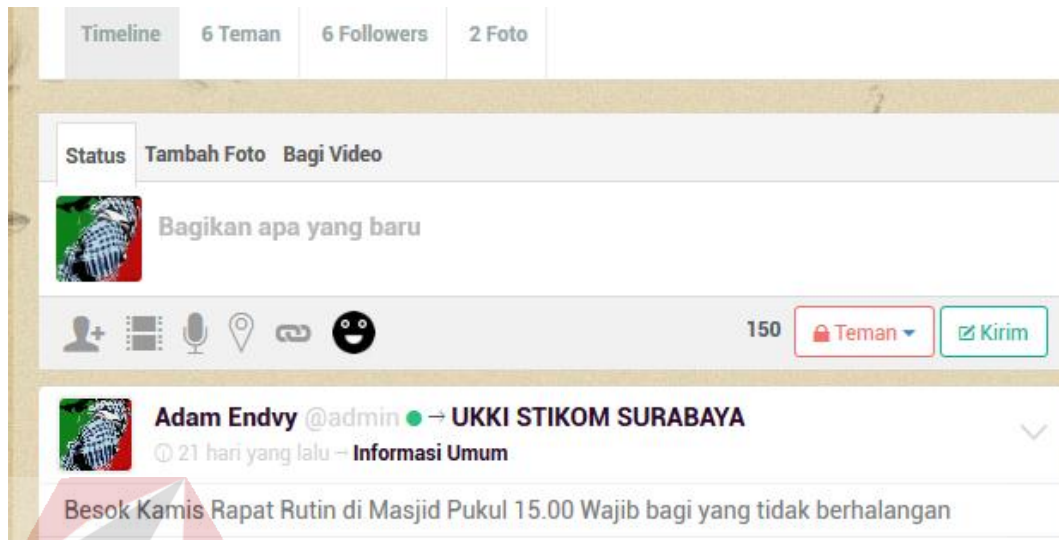 Timeline 6 Teman 6 Followers 2 Foto
Status Tambah Foto Bagi Video
Bagikan apa yang baru
150 Teman Kirim
Adam Endvy @admin → UKKI STIKOM SURABAYA
21 hari yang lalu – Informasi Umum
Besok Kamis Rapat Rutin di Masjid Pukul 15.00 Wajib bagi yang tidak berhalangan